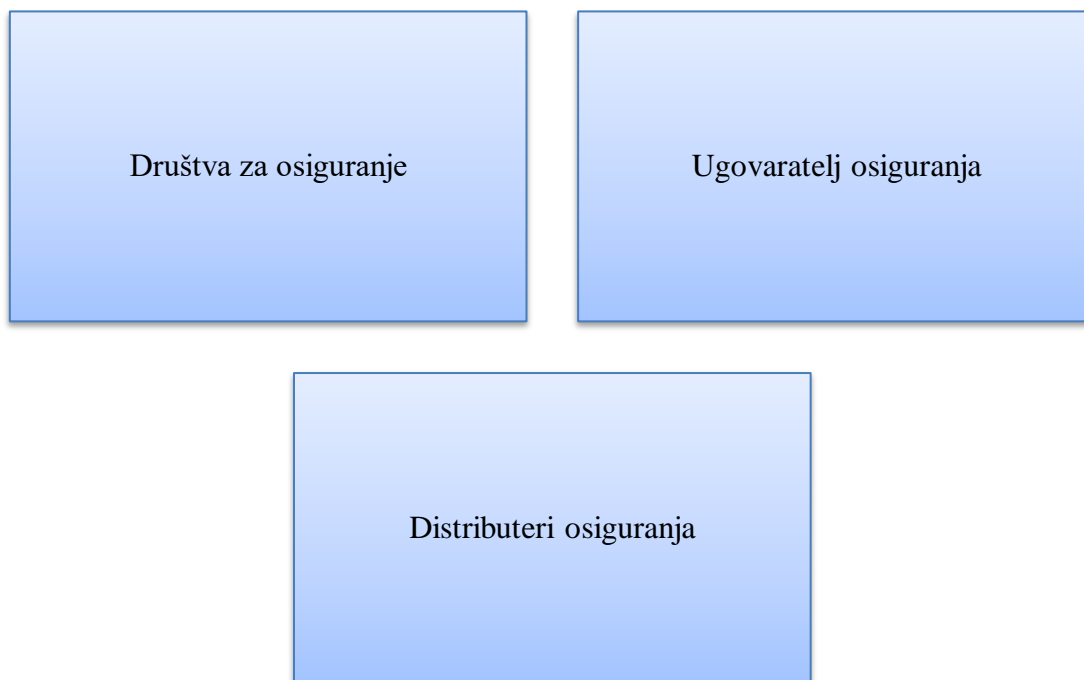 Društva za osiguranje
Ugovaratelj osiguranja
Distributeri osiguranja